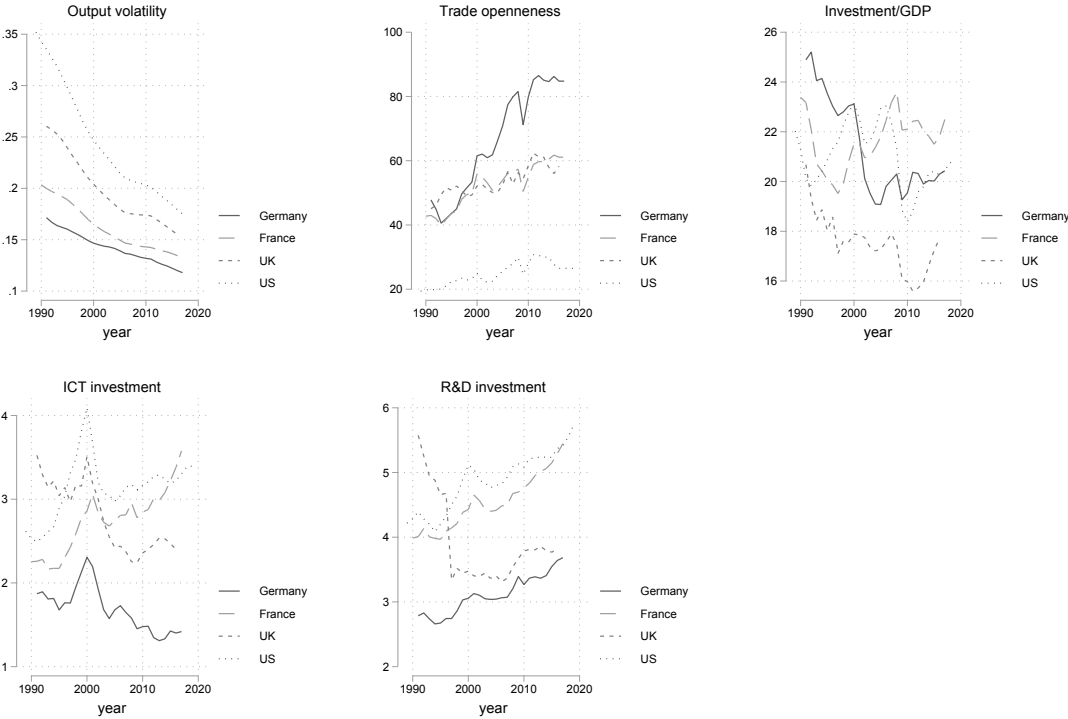 Output volatility
.35
.3
.25
.2
.15
.1
1990 2000 2010 2020
year
Germany
France
UK
US
Trade openneness
100
80
60
40
20
1990 2000 2010 2020
year
Germany
France
UK
US
Investment/GDP
26
24
22
20
18
16
1990 2000 2010 2020
year
Germany
France
UK
US
ICT investment
4
3
2
1
1990 2000 2010 2020
year
Germany
France
UK
US
R&D investment
6
5
4
3
2
1990 2000 2010 2020
year
Germany
France
UK
US